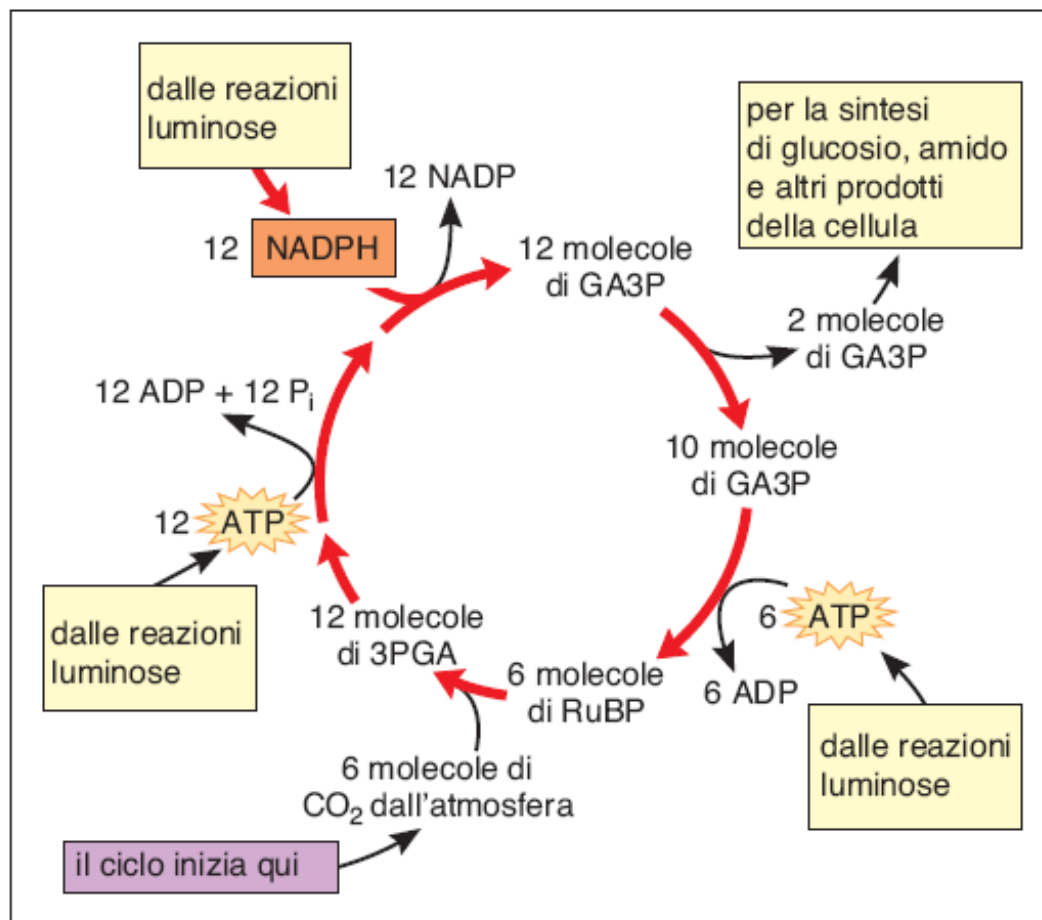 dalle reazioni
luminose
12 NADPH
12 NADP
12 molecole
di GA3P
per la sintesi
di glucosio, amido
e altri prodotti
della cellula
2 molecole
di GA3P
10 molecole
di GA3P
6 ATP
6 ADP
dalle reazioni
luminose
6 molecole
di RuBP
6 molecole di
CO₂ dall'atmosfera
il ciclo inizia qui
12 molecole
di 3PGA
12 ATP
dalle reazioni
luminose
12 ADP + 12 Pᵢ